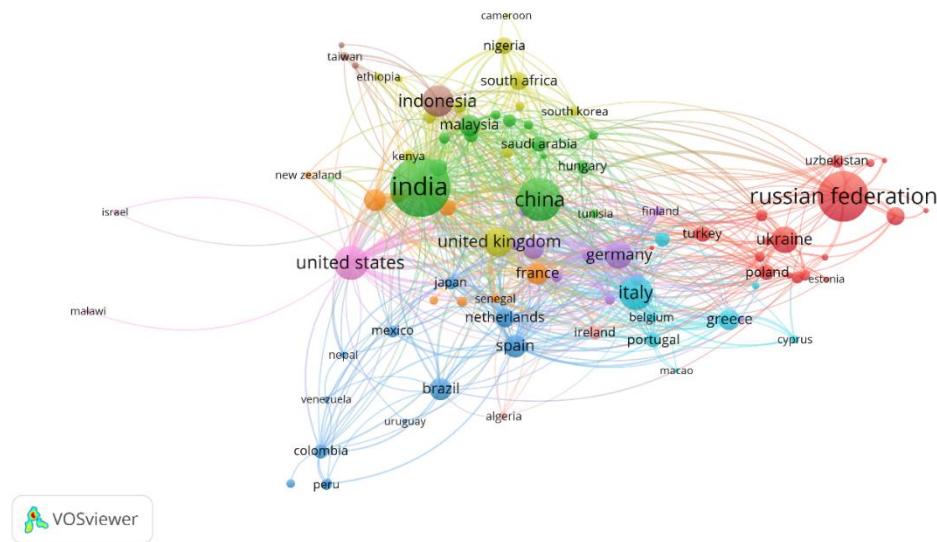 cameroon
nigeria
taiwan
ethiopia
south africa
indonesia
south korea
malaysia
saudi arabia
kenya
hungary
uzbekistan
new zealand
india
china
russian federation
israel
tunisia
finland
turkey
ukraine
united kingdom
united states
germany
france
poland
estonia
japan
senegal
italy
malawi
netherlands
belgium
greece
mexico
ireland
portugal
cyprus
spain
nepal
macao
brazil
venezuela
uruguay
algeria
colombia
peru
VOSviewer